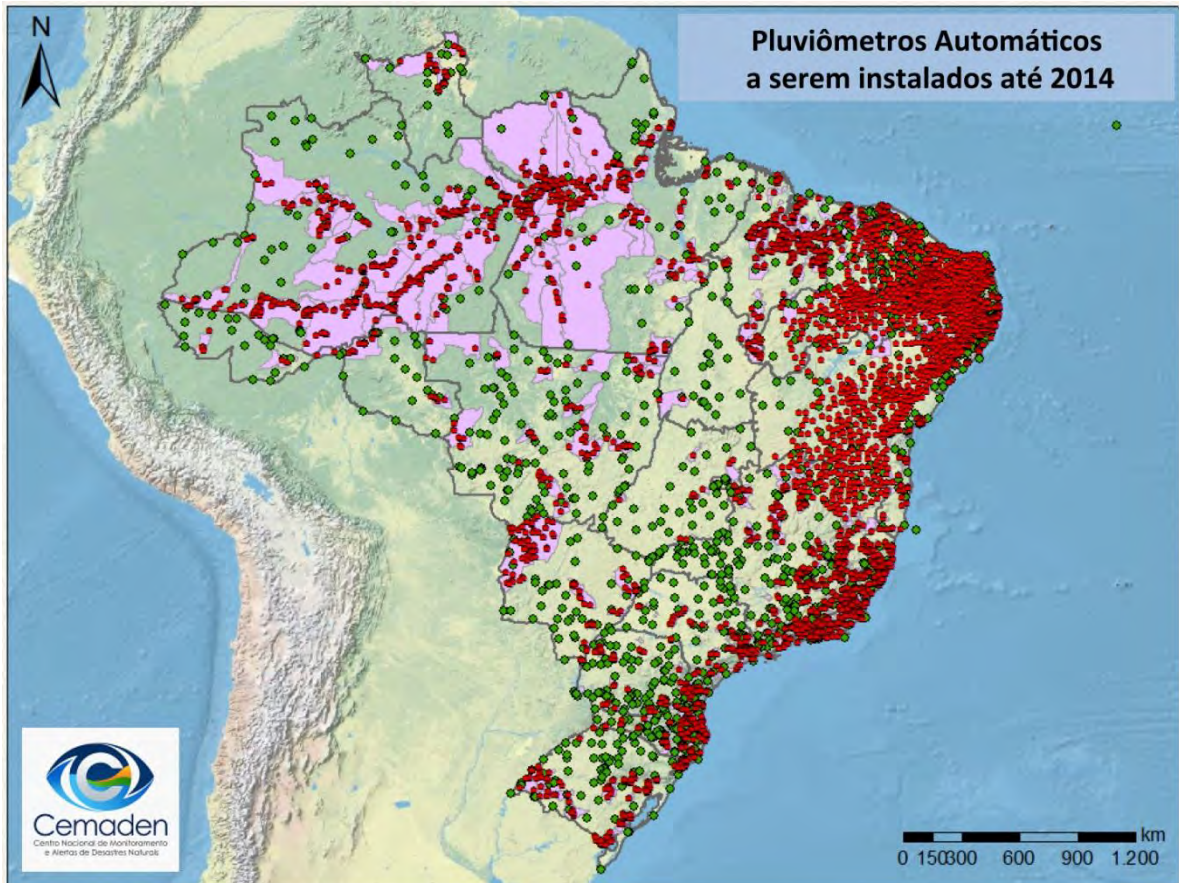 N
Pluviômetros Automáticos
a serem instalados até 2014
Cemaden
Centro Nacional de Monitoramento
e Alertas de Desastres Naturais
km
0 150300 600 900 1.200